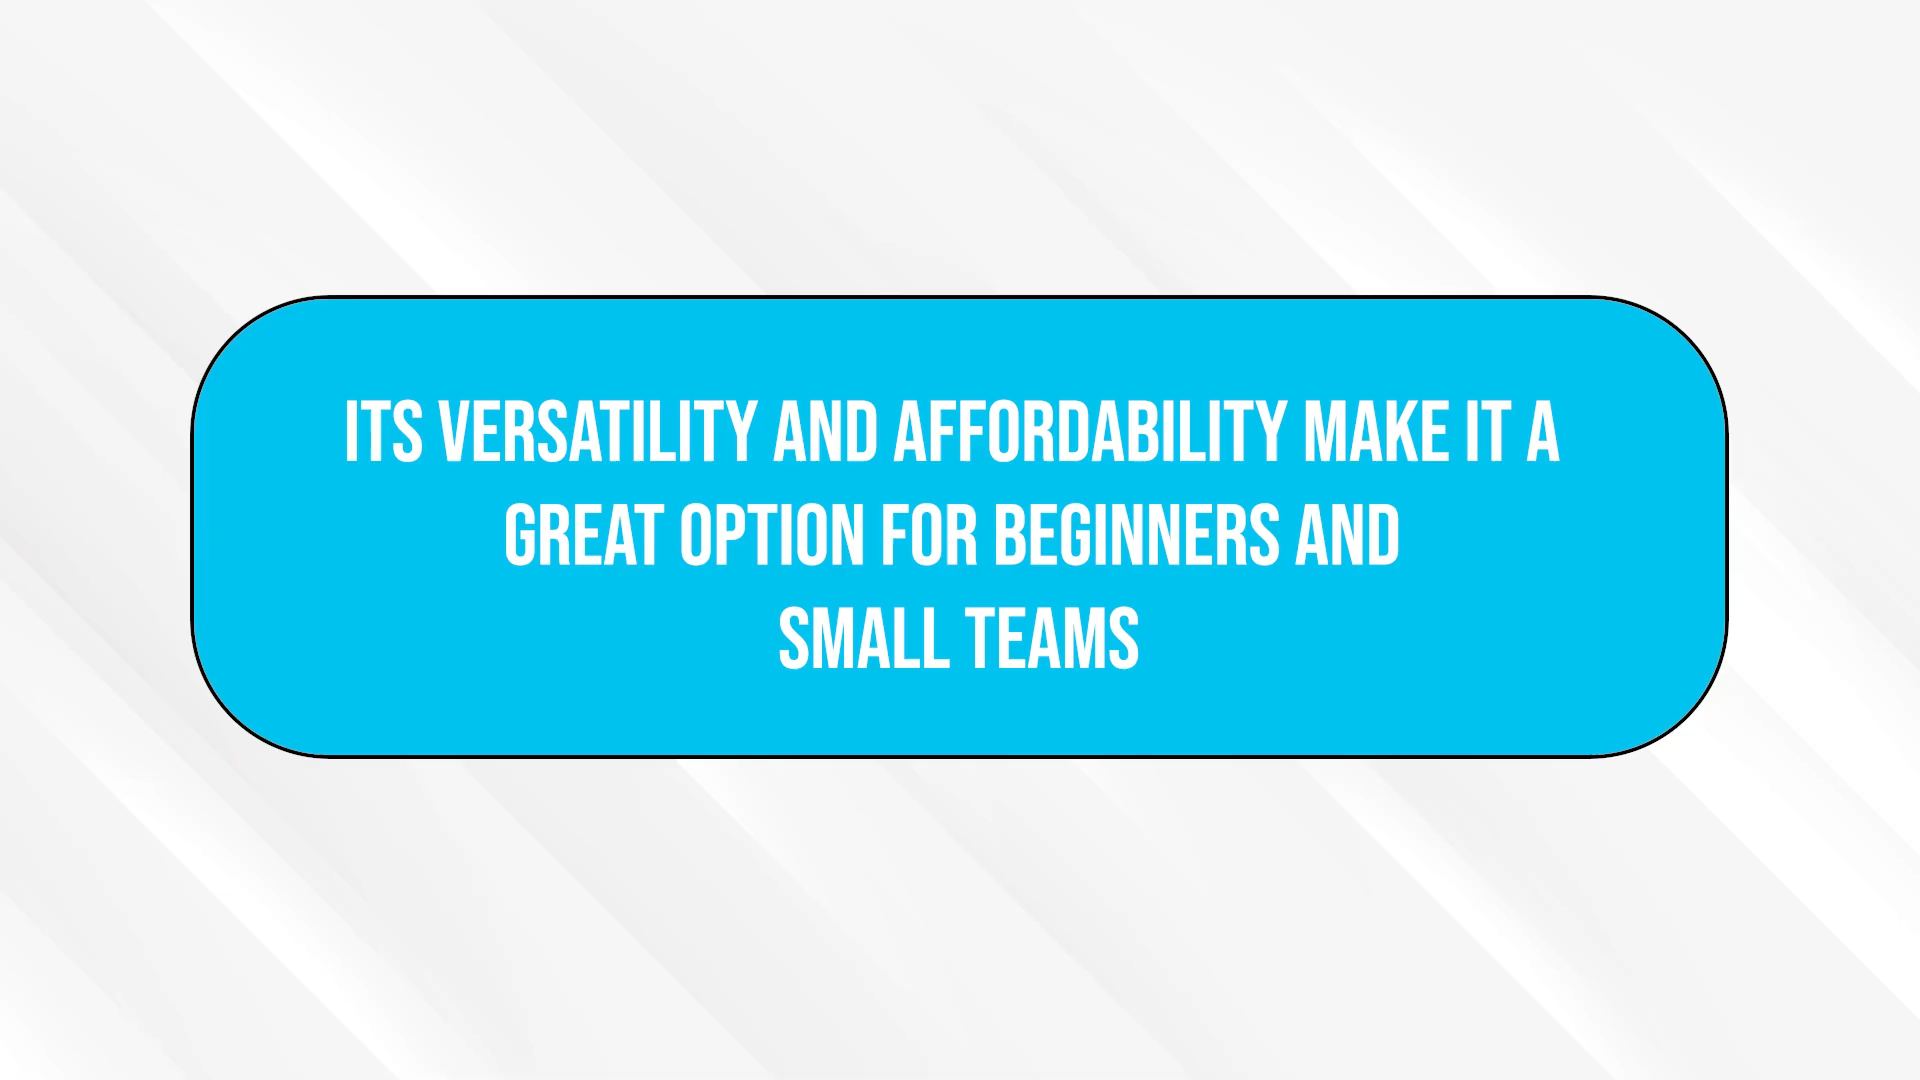 ITS VERSATILITY AND AFFORDABILITY MAKE IT A
GREAT OPTION FOR BEGINNERS AND
SMALL TEAMS